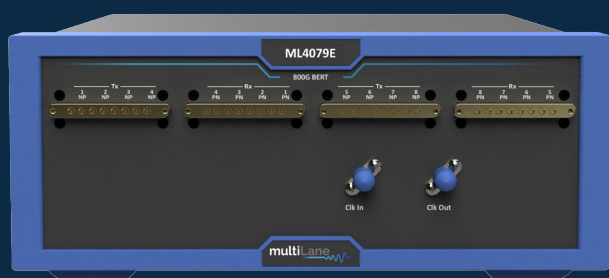 ML4079E
800G BERT
Tx
1 2 3 4
NP NP NP NP
Rx
4 3 2 1
PN PN PN PN
Tx
5 6 7 8
NP NP NP NP
Rx
8 7 6 5
PN PN PN PN
Clk In Clk Out
multiLane